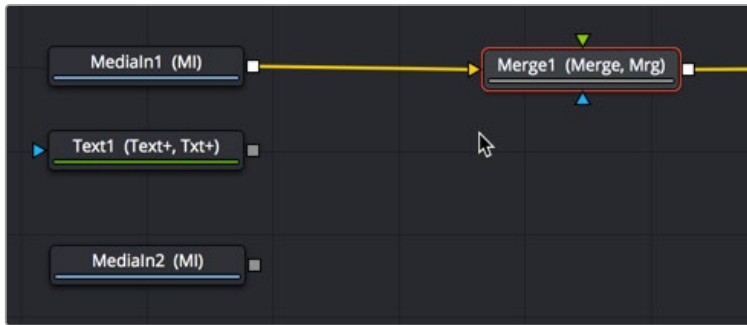 MediaIn1 (MI)
Merge1 (Merge, Mrg)
Text1 (Text+, Txt+)
MediaIn2 (MI)